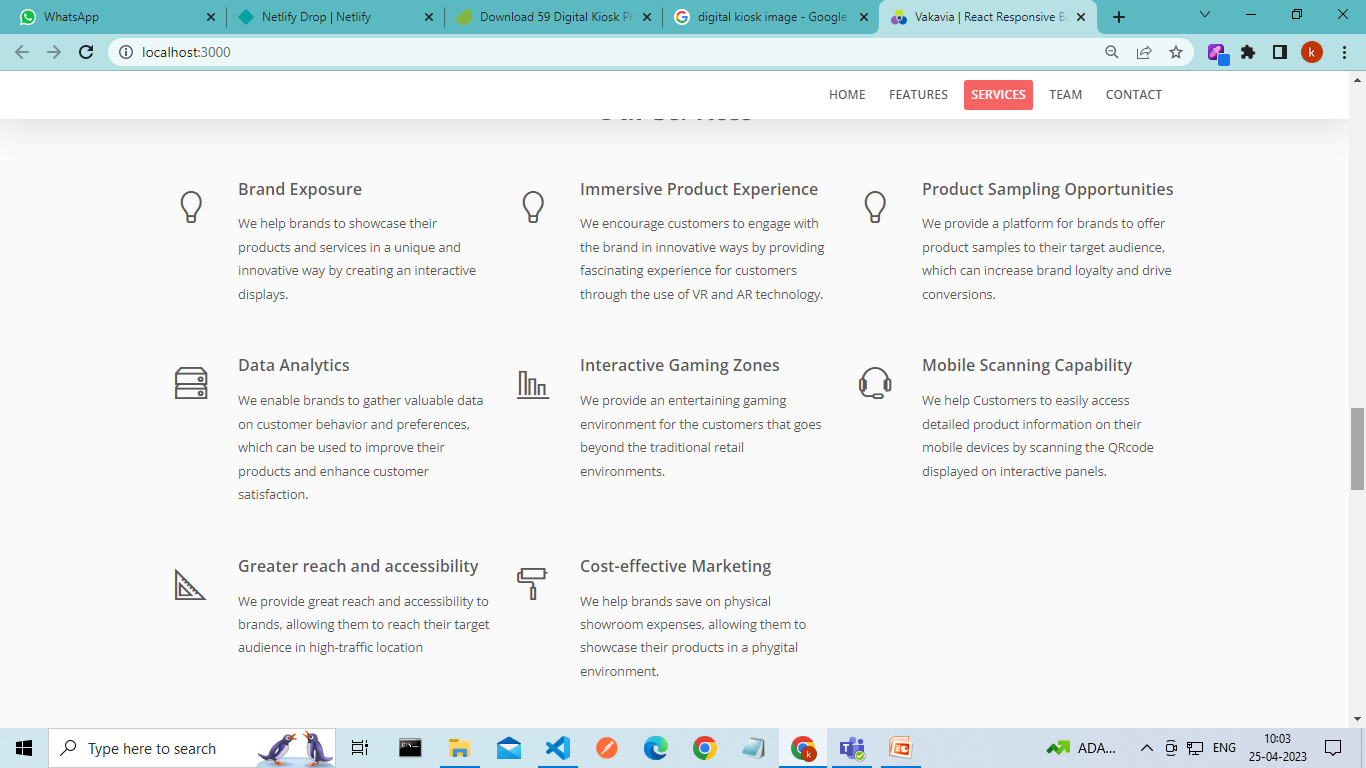 WhatsApp
Netlify Drop | Netlify
Download 59 Digital Kiosk Ph
digital kiosk image - Google
Vakavia | React Responsive B
localhost:3000
k
HOME FEATURES SERVICES TEAM CONTACT
Our Services
Brand Exposure
We help brands to showcase their
products and services in a unique and
innovative way by creating an interactive
displays.
Immersive Product Experience
We encourage customers to engage with
the brand in innovative ways by providing
fascinating experience for customers
through the use of VR and AR technology.
Product Sampling Opportunities
We provide a platform for brands to offer
product samples to their target audience,
which can increase brand loyalty and drive
conversions.
Data Analytics
We enable brands to gather valuable data
on customer behavior and preferences,
which can be used to improve their
products and enhance customer
satisfaction.
Interactive Gaming Zones
We provide an entertaining gaming
environment for the customers that goes
beyond the traditional retail
environments.
Mobile Scanning Capability
We help Customers to easily access
detailed product information on their
mobile devices by scanning the QRcode
displayed on interactive panels.
Greater reach and accessibility
We provide great reach and accessibility to
brands, allowing them to reach their target
audience in high-traffic location
Cost-effective Marketing
We help brands save on physical
showroom expenses, allowing them to
showcase their products in a phygital
environment.
Type here to search
k
ADA...
ENG
10:03
25-04-2023